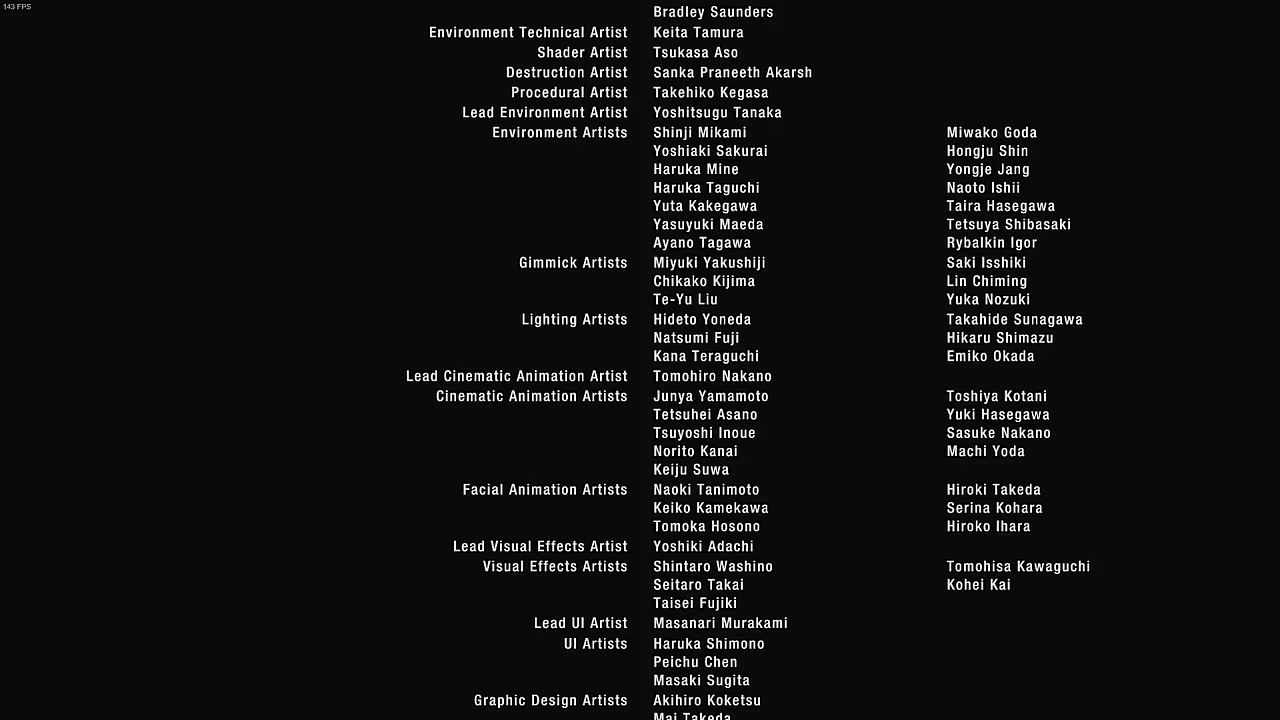 143 FPS
Bradley Saunders
Environment Technical Artist Keita Tamura
Shader Artist Tsukasa Aso
Destruction Artist Sanka Praneeth Akarsh
Procedural Artist Takehiko Kegasa
Lead Environment Artist Yoshitsugu Tanaka
Environment Artists Shinji Mikami Miwako Goda
Yoshiaki Sakurai Hongju Shin
Haruka Mine Yongje Jang
Haruka Taguchi Naoto Ishii
Yuta Kakegawa Taira Hasegawa
Yasuyuki Maeda Tetsuya Shibasaki
Ayano Tagawa Rybalkin Igor
Gimmick Artists Miyuki Yakushiji Saki Isshiki
Chikako Kijima Lin Chiming
Te-Yu Liu Yuka Nozuki
Lighting Artists Hideto Yoneda Takahide Sunagawa
Natsumi Fuji Hikaru Shimazu
Kana Teraguchi Emiko Okada
Lead Cinematic Animation Artist Tomohiro Nakano
Cinematic Animation Artists Junya Yamamoto Toshiya Kotani
Tetsuhei Asano Yuki Hasegawa
Tsuyoshi Inoue Sasuke Nakano
Norito Kanai Machi Yoda
Keiju Suwa
Facial Animation Artists Naoki Tanimoto Hiroki Takeda
Keiko Kamekawa Serina Kohara
Tomoka Hosono Hiroko Ihara
Lead Visual Effects Artist Yoshiki Adachi
Visual Effects Artists Shintaro Washino Tomohisa Kawaguchi
Seitaro Takai Kohei Kai
Taisei Fujiki
Lead UI Artist Masanari Murakami
UI Artists Haruka Shimono
Peichu Chen
Masaki Sugita
Graphic Design Artists Akihiro Koketsu
Mai Takeda